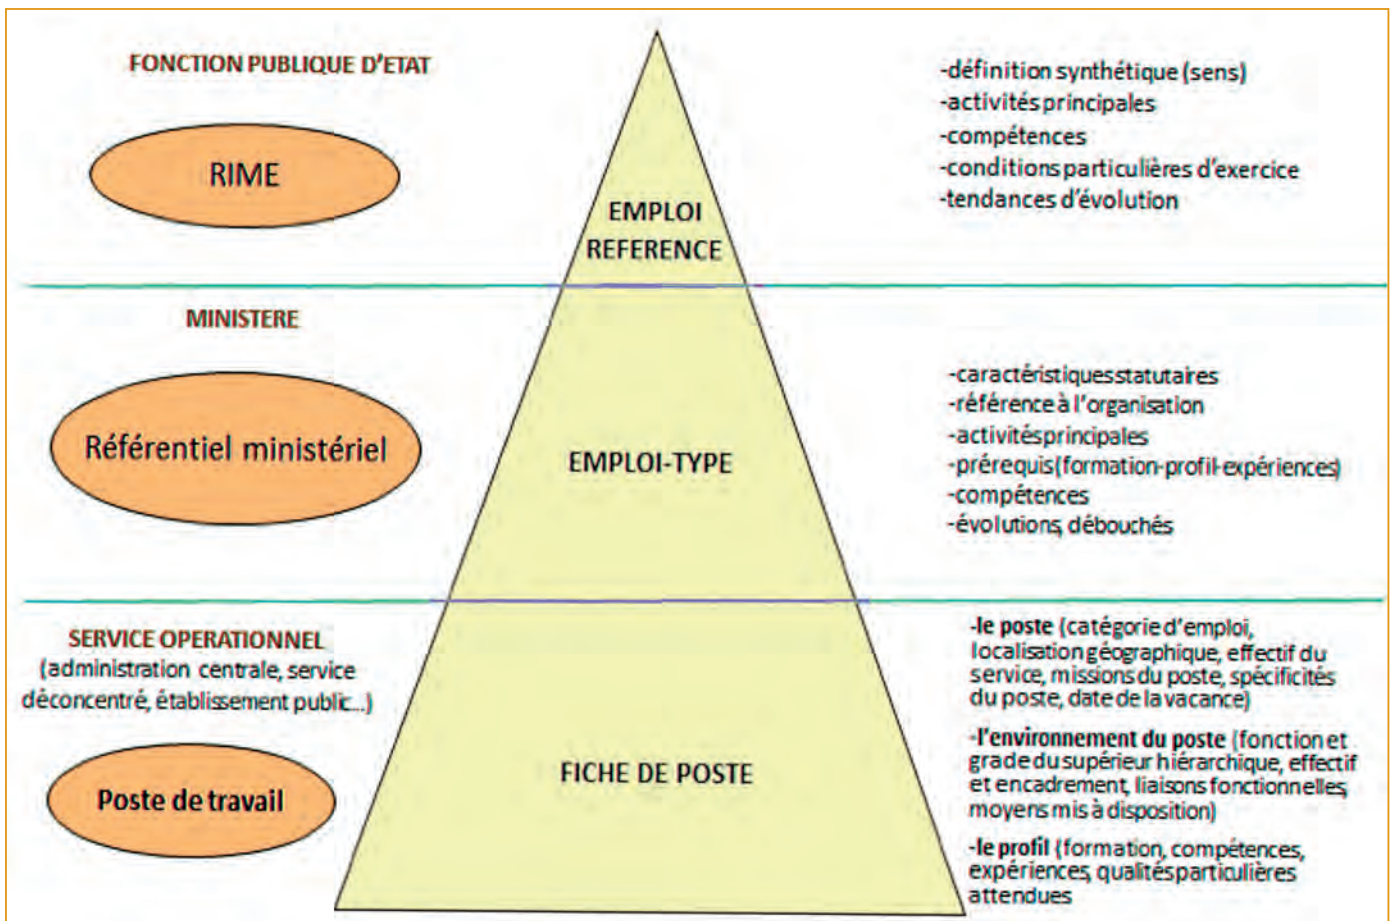 FONCTION PUBLIQUE D'ETAT
RIME
EMPLOI
REFERENCE
-définition synthétique (sens)
-activités principales
-compétences
-conditions particulières d'exercice
-tendances d'évolution
MINISTERE
Référentiel ministériel
EMPLOI-TYPE
-caractéristiques statutaires
-référence à l'organisation
-activités principales
-prérequis (formation-profil-expériences)
-compétences
-évolutions, débouchés
SERVICE OPERATIONNEL
(administration centrale, service
déconcentré, établissement public...)
Poste de travail
FICHE DE POSTE
-le poste (catégorie d'emploi,
localisation géographique, effectif du
service, missions du poste, spécificités
du poste, date de la vacance)
-l'environnement du poste (fonction et
grade du supérieur hiérarchique, effectif
et encadrement, liaisons fonctionnelles,
moyens mis à disposition)
-le profil (formation, compétences,
expériences, qualités particulières
attendues